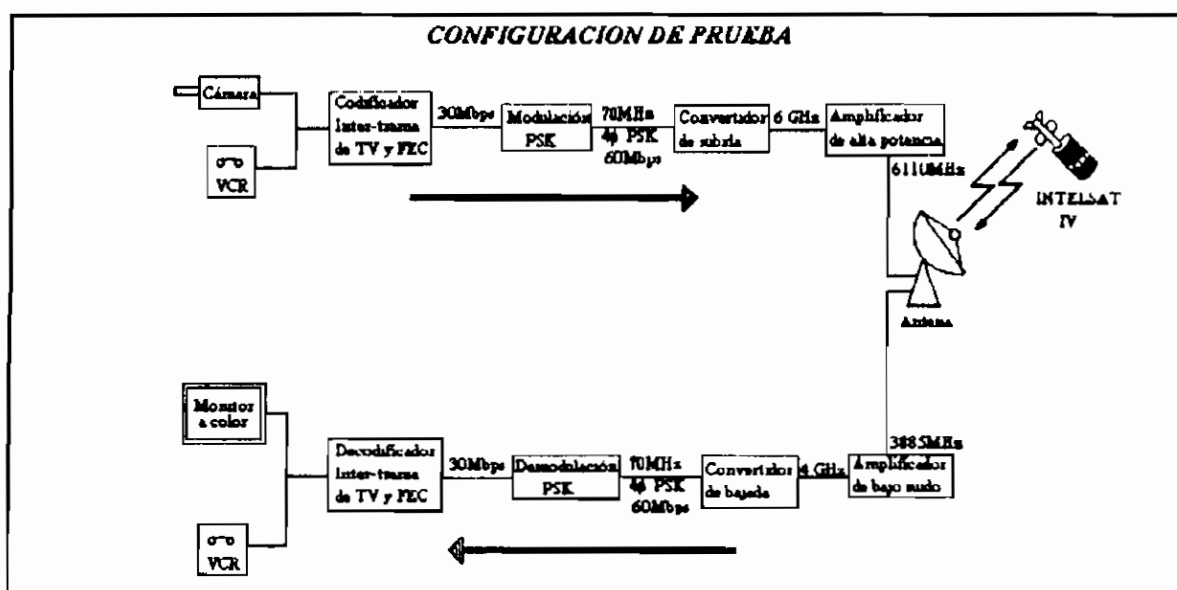 CONFIGURACION DE PRUEBA
Cámara
VCR
Codificador
Inter-trama
de TV y FEC
30Mbps
Modulación
PSK
70MHz
4φ PSK
60Mbps
Convertidor
de subida
6 GHz
Amplificador
de alta potencia
6110MHz
INTELSAT
IV
Antena
Monitor
a color
VCR
Decodificador
Inter-trama
de TV y FEC
30Mbps
Demodulación
PSK
70MHz
4φ PSK
60Mbps
Convertidor
de bajada
4 GHz
3885MHz
Amplificador
de bajo ruido